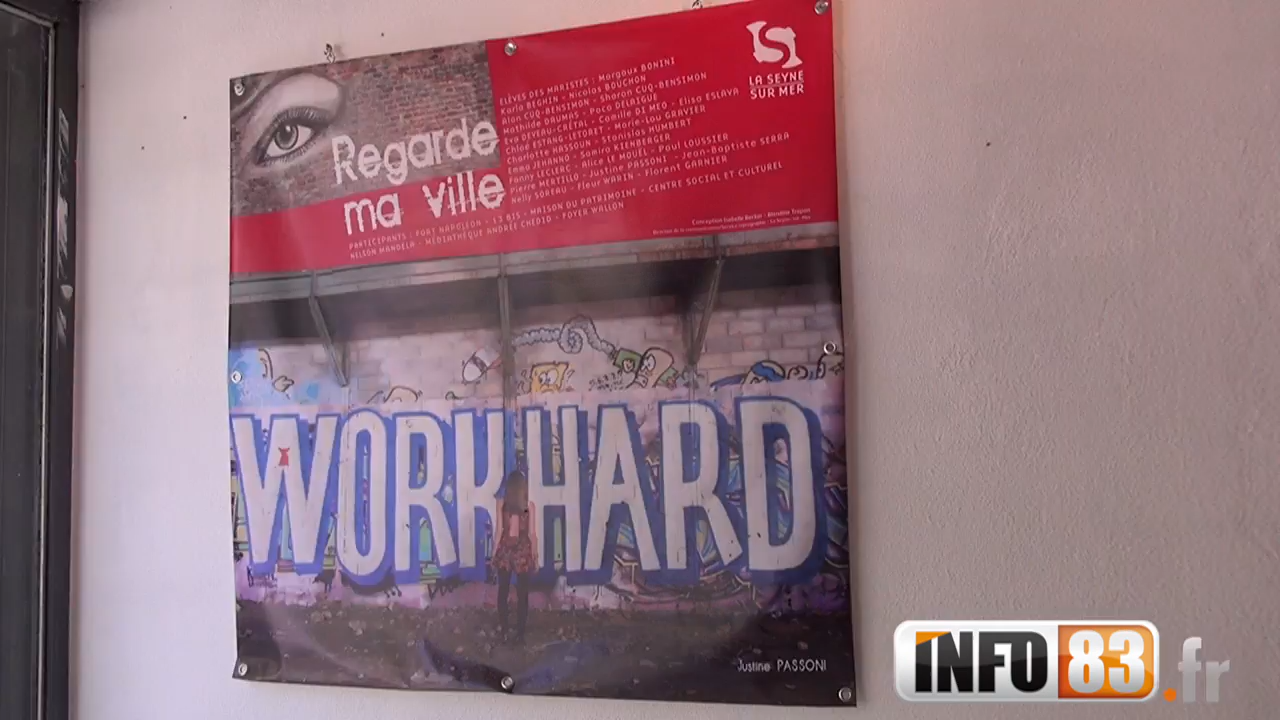 Regarde
ma ville
ÉLÈVES DES MARISTES : Margaux BONINI
Karla BEGHIN - Nicolas BOUCHON
Alan CUQ-BENSIMON - Sharon CUQ-BENSIMON
Mathilde DRUMAS - Paco DELAIGUE
Eva DEVEAU-CRÉTAL - Camille DI MEO - Elisa ESLAVA
Chloé ESTANG-LETORET - Marie-Lou GRAVIER
Charlotte HASSOUN - Stanislas HUMBERT
Emma JEHANNO - Samira KIENBERGER
Fanny LECLERC - Alice LE MOUËL - Paul LOUSSIER
Pierre MERTILLO - Justine PASSONI - Jean-Baptiste SERRA
Nelly SOREAU - Fleur WARIN - Florent GARNIER
PARTICIPANTS : FORT NAPOLEON - 13 BIS - MAISON DU PATRIMOINE - CENTRE SOCIAL ET CULTUREL
NELSON MANDELA - MÉDIATHÈQUE ANDRÉE CHEDID - FOYER WALLON
LA SEYNE
SUR MER
WORKHARD
Justine PASSONI
INFO83.fr